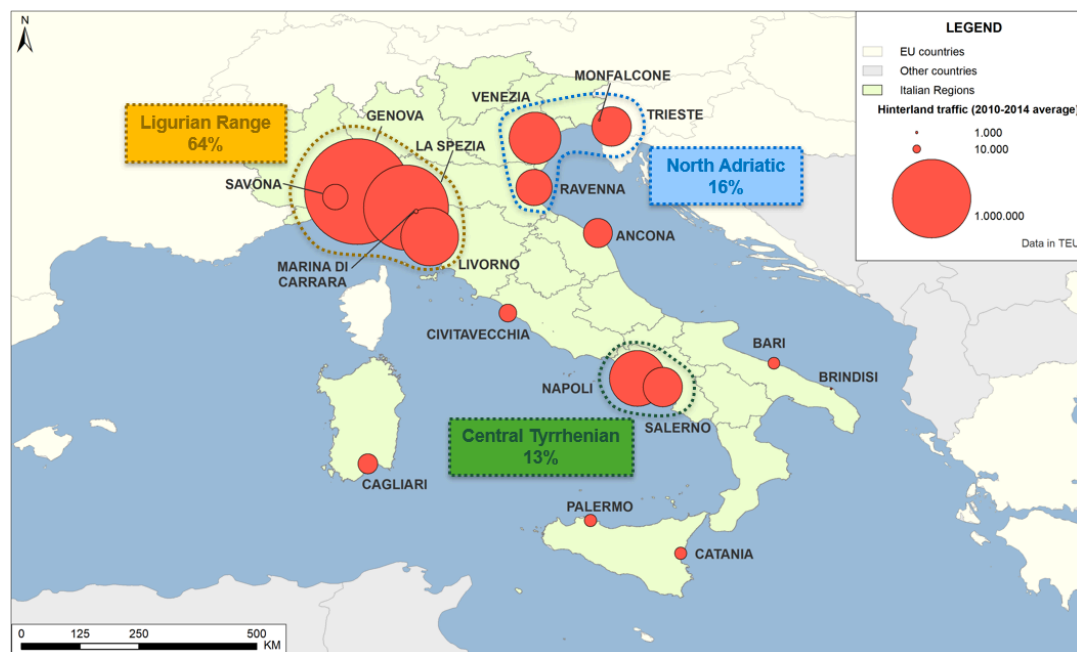 N
LEGEND
EU countries
Other countries
Italian Regions
Hinterland traffic (2010-2014 average)
1.000
10.000
1.000.000
Data in TEU
Ligurian Range
64%
GENOVA
LA SPEZIA
SAVONA
MARINA DI
CARRARA
LIVORNO
VENEZIA
MONFALCONE
TRIESTE
RAVENNA
North Adriatic
16%
ANCONA
CIVITAVECCHIA
NAPOLI
SALERNO
BARI
BRINDISI
Central Tyrrhenian
13%
CAGLIARI
PALERMO
CATANIA
0 125 250 500
KM